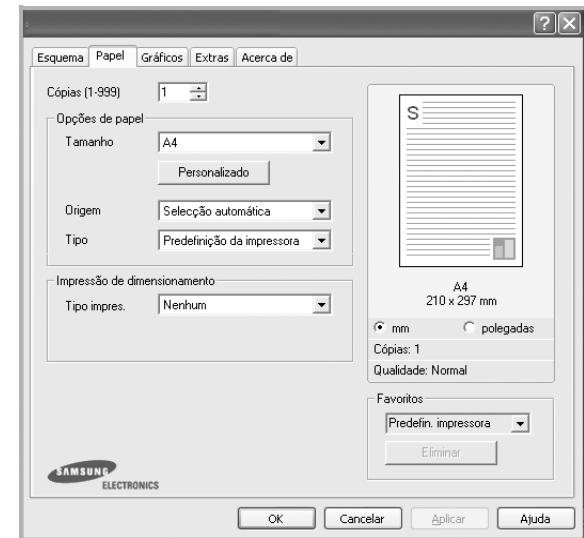 Esquema Papel Gráficos Extras Acerca de
Cópias (1-999) 1
Opções de papel
Tamanho A4
Personalizado
Origem Selecção automática
Tipo Predefinição da impressora
Impressão de dimensionamento
Tipo impres. Nenhum
S
A4
210 x 297 mm
mm polegadas
Cópias: 1
Qualidade: Normal
Favoritos
Predefin. impressora
Eliminar
SAMSUNG
ELECTRONICS
OK Cancelar Aplicar Ajuda